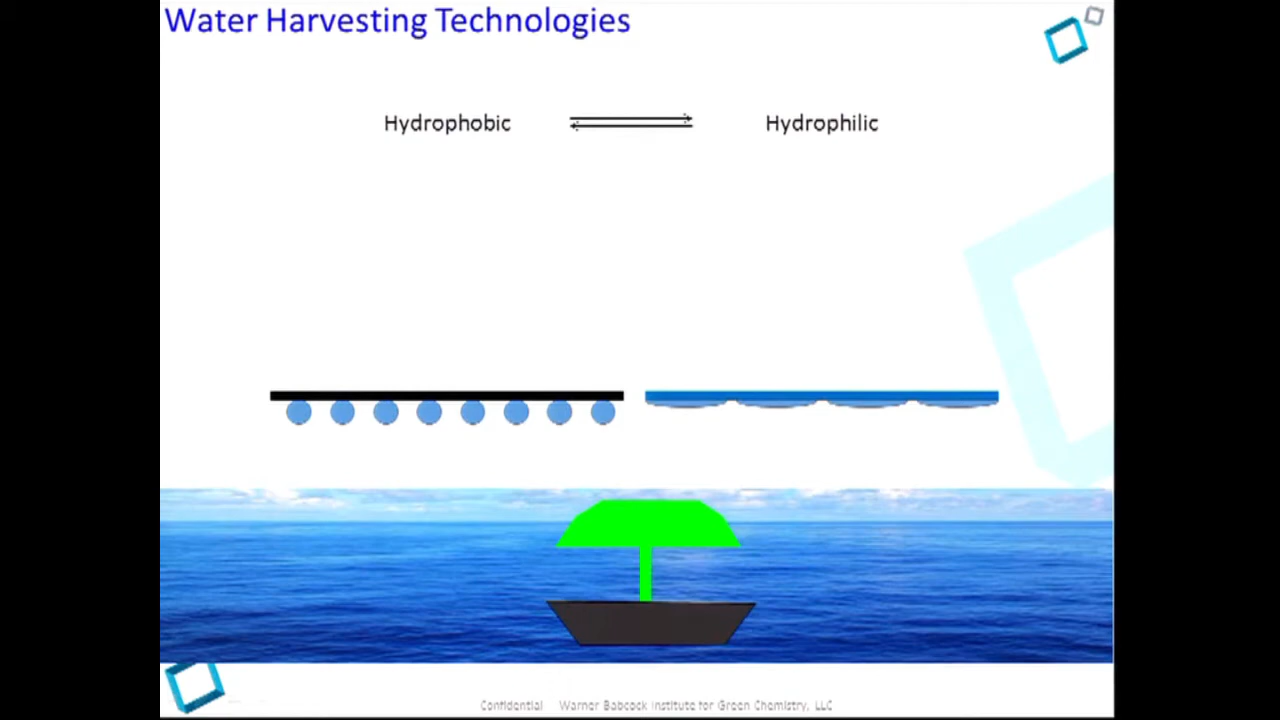 Water Harvesting Technologies
Hydrophobic Hydrophilic
Confidential Warner Babcock Institute for Green Chemistry, LLC